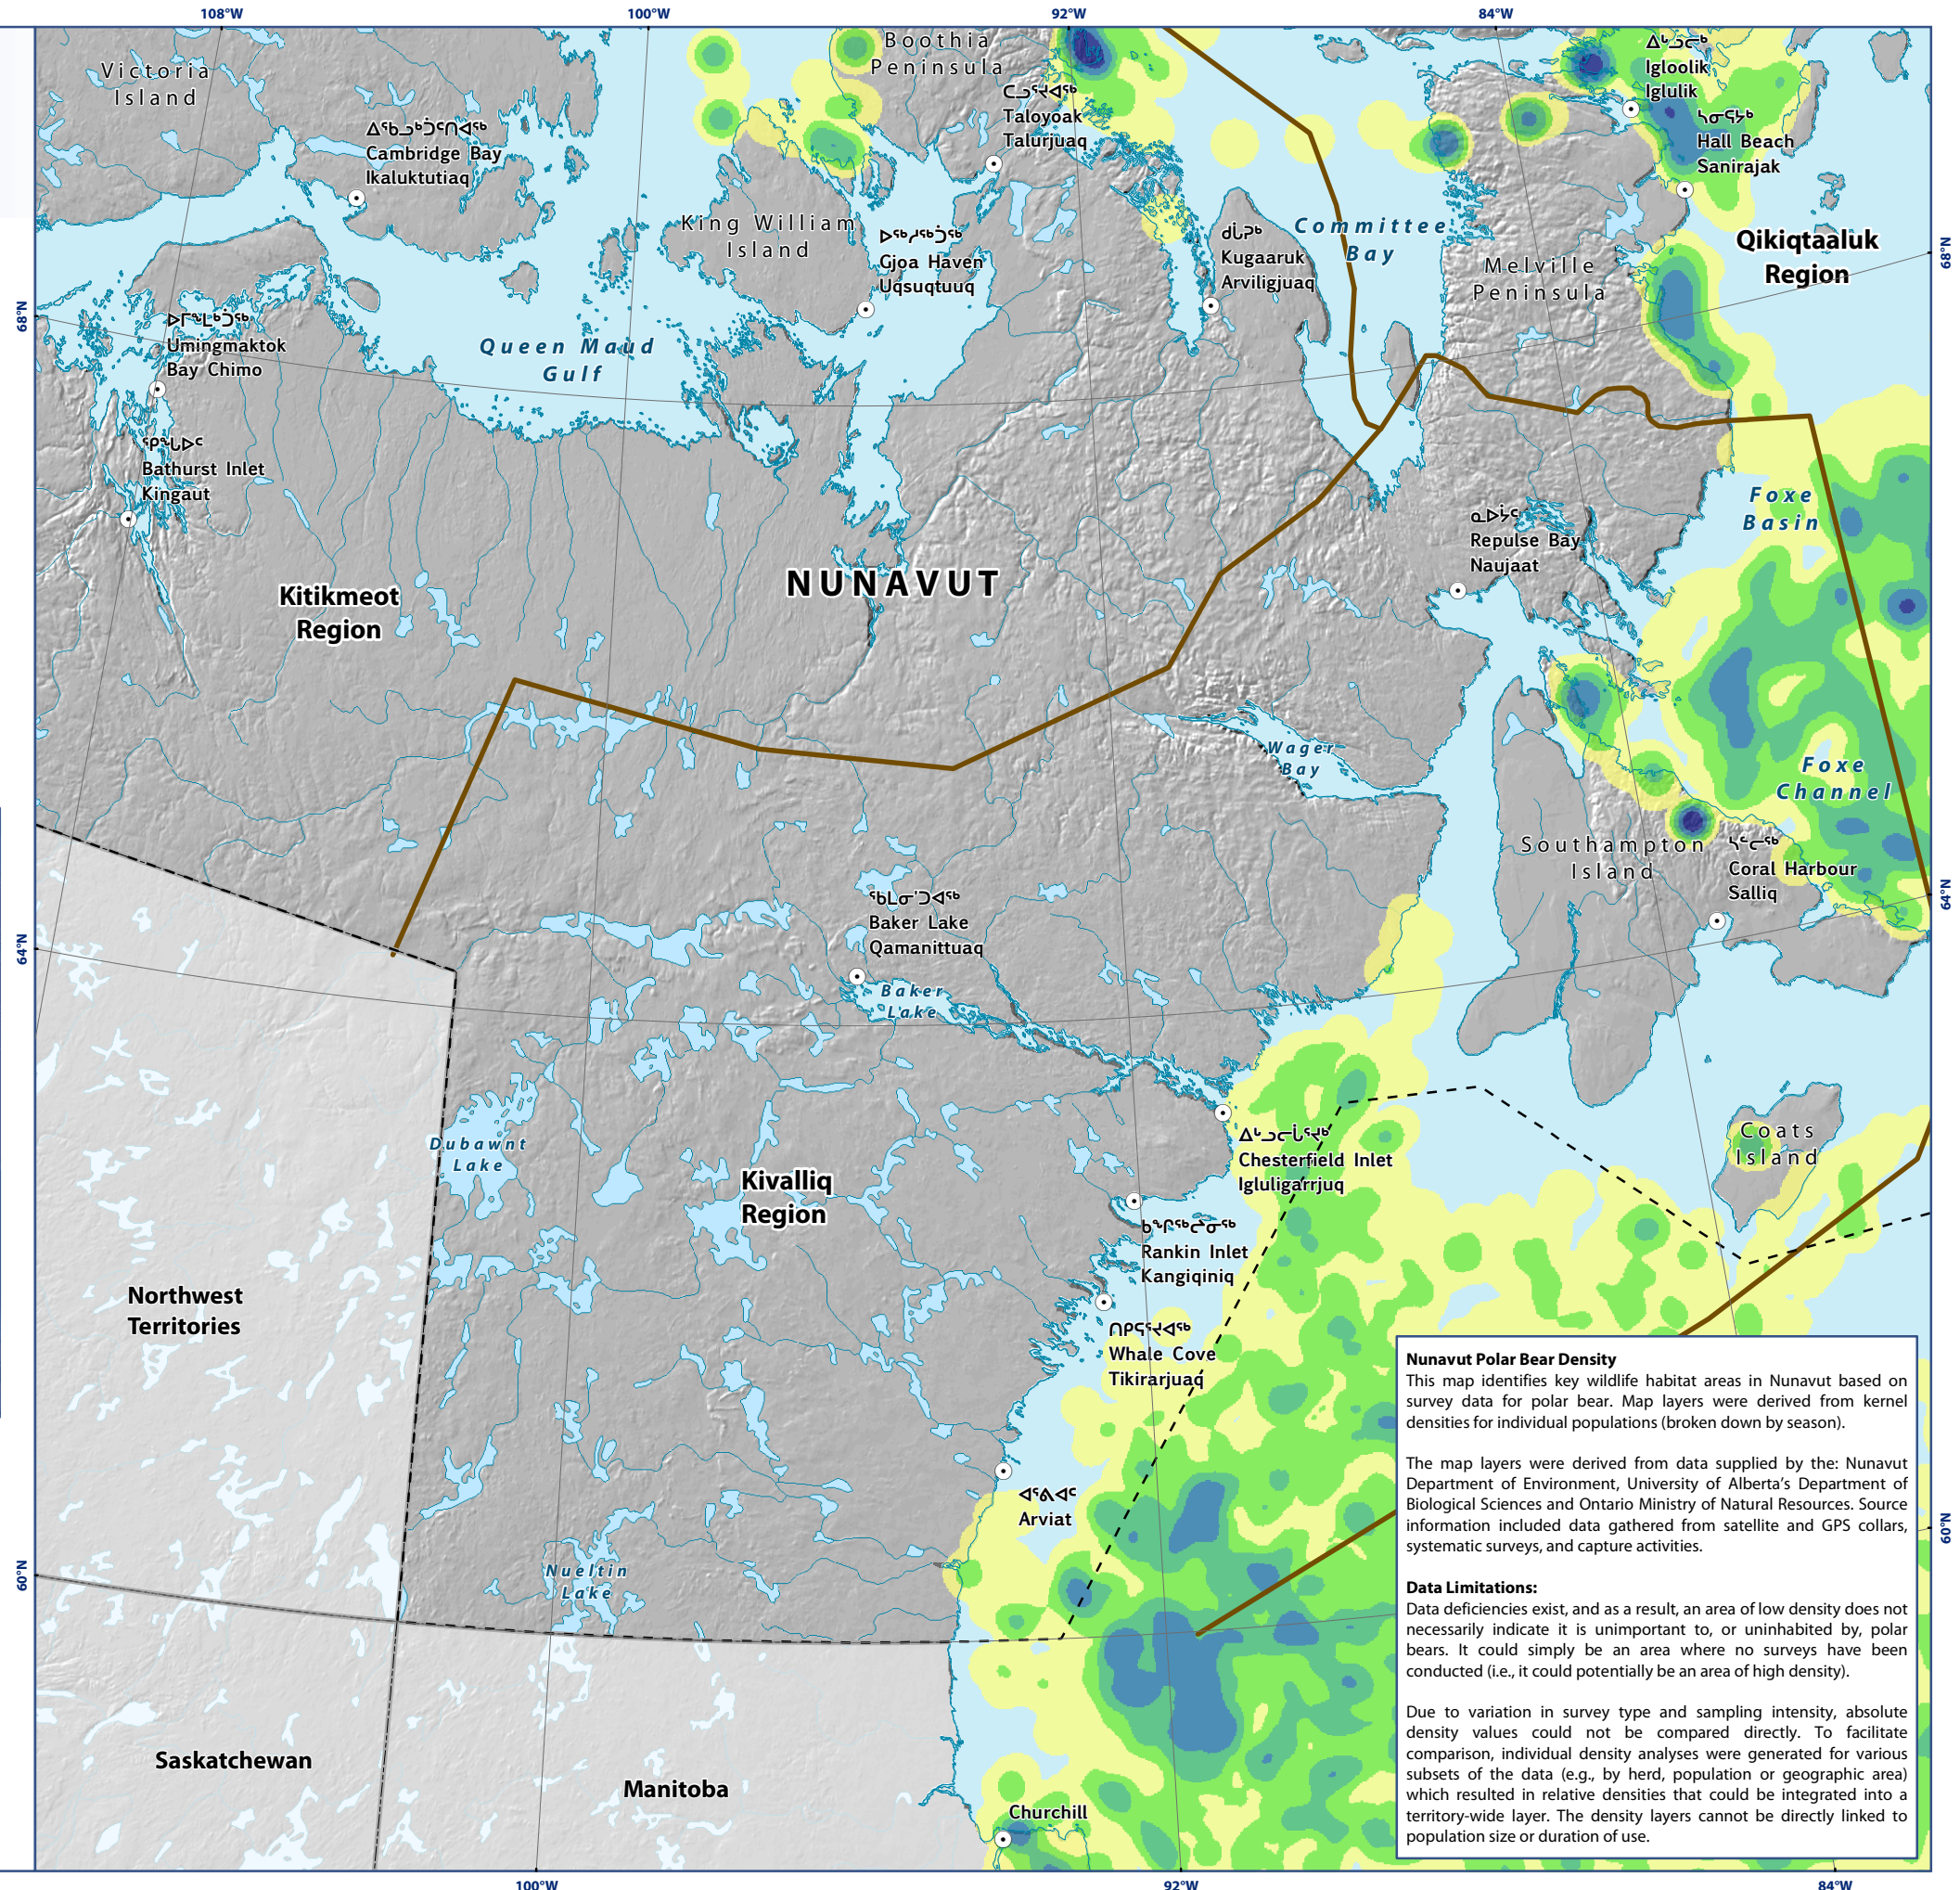 108°W
100°W
92°W
84°W
Victoria
Island
Boothia
Peninsula
ᐃᒡᓗᓕᒃ
Igloolik
Iglulik
ᑕᓗᕐᔪᐊᖅ
Taloyoak
Talurjuaq
ᓴᓂᕋᔭᒃ
Hall Beach
Sanirajak
ᐃᖃᓗᒃᑑᑦᑎᐊᖅ
Cambridge Bay
Ikaluktutiaq
King William
Island
ᐅᖅᓱᖅᑑᖅ
Gjoa Haven
Uqsuqtuuq
ᑰᒑᕐᒃ
Kugaaruk
Arviligjuaq
Committee
Bay
Melville
Peninsula
Qikiqtaaluk
Region
68°N
68°N
ᐅᒥᖕᒪᒃᑑᖅ
Umingmaktok
Bay Chimo
Queen Maud
Gulf
ᕿᙵᐅᑦ
Bathurst Inlet
Kingaut
Foxe
Basin
ᓇᐅᔮᑦ
Repulse Bay
Naujaat
NUNAVUT
Kitikmeot
Region
Wager
Bay
Foxe
Channel
Southampton
Island
ᓴᓪᓕᖅ
Coral Harbour
Salliq
64°N
64°N
ᖃᒪᓂ'ᑐᐊᖅ
Baker Lake
Qamanittuaq
Baker
Lake
Dubawnt
Lake
ᐃᒡᓗᓕᒑᕐᔪᒃ
Chesterfield Inlet
Igluligarrjuq
Coats
Island
Kivalliq
Region
ᑲᖏᖅᖠᓂᖅ
Rankin Inlet
Kangiqiniq
Northwest
Territories
ᑎᑭᕋᕐᔪᐊᖅ
Whale Cove
Tikirarjuaq
Nunavut Polar Bear Density
This map identifies key wildlife habitat areas in Nunavut based on
survey data for polar bear. Map layers were derived from kernel
densities for individual populations (broken down by season).
The map layers were derived from data supplied by the: Nunavut
Department of Environment, University of Alberta’s Department of
Biological Sciences and Ontario Ministry of Natural Resources. Source
information included data gathered from satellite and GPS collars,
systematic surveys, and capture activities.
Data Limitations:
Data deficiencies exist, and as a result, an area of low density does not
necessarily indicate it is unimportant to, or uninhabited by, polar
bears. It could simply be an area where no surveys have been
conducted (i.e., it could potentially be an area of high density).
Due to variation in survey type and sampling intensity, absolute
density values could not be compared directly. To facilitate
comparison, individual density analyses were generated for various
subsets of the data (e.g., by herd, population or geographic area)
which resulted in relative densities that could be integrated into a
territory-wide layer. The density layers cannot be directly linked to
population size or duration of use.
ᐊᕐᕕᐊᑦ
Arviat
60°N
60°N
Nueltin
Lake
Saskatchewan
Manitoba
Churchill
100°W
92°W
84°W